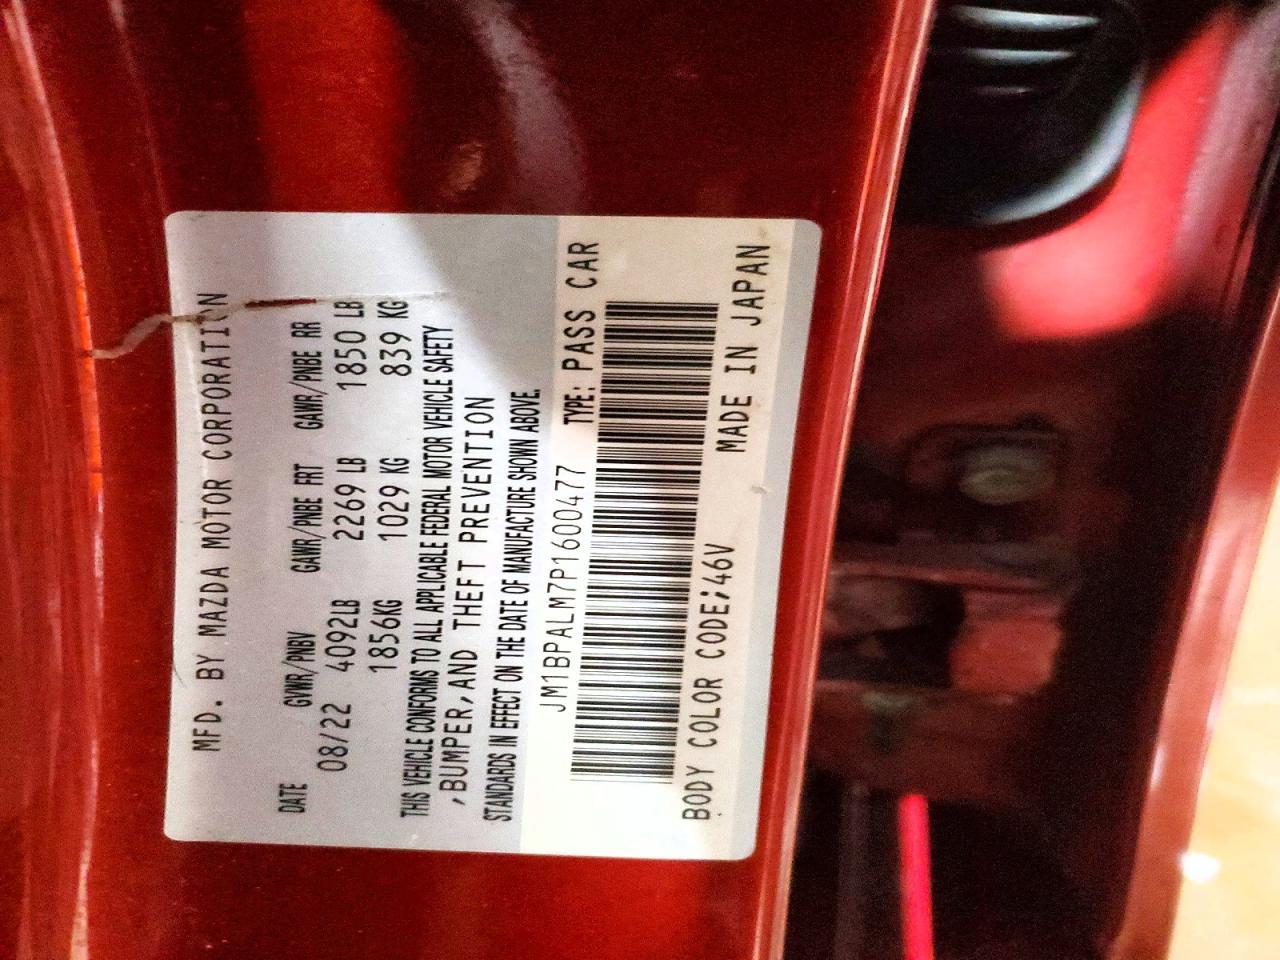 MFD. BY MAZDA MOTOR CORPORATIN
DATE GVWR/PNBV GAWR/PNBE FRT GAWR/PNBE RR
08/22 4092LB 2269 LB 1850 LB
1856KG 1029 KG 839 KG
THIS VEHICLE CONFORMS TO ALL APPLICABLE FEDERAL MOTOR VEHICLE SAFETY
,BUMPER,AND THEFT PREVENTION
STANDARDS IN EFFECT ON THE DATE OF MANUFACTURE SHOWN ABOVE.
JM1BPALM7P1600477 TYPE: PASS CAR
BODY COLOR CODE;46V MADE IN JAPAN